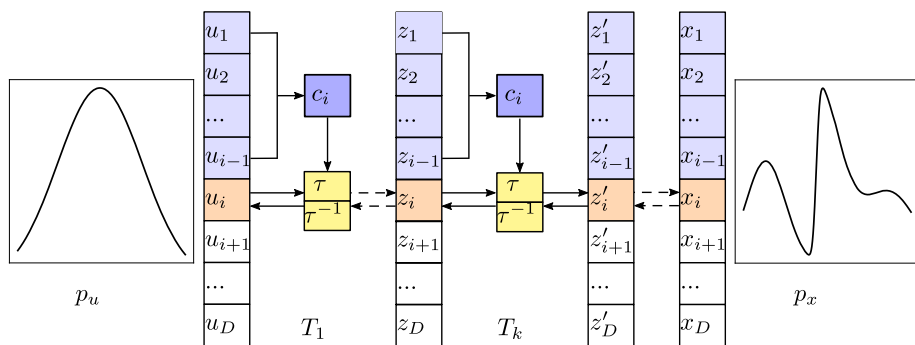 u_1 z_1 z'_1 x_1
u_2 c_i z_2 c_i z'_2 x_2
... ... ... ...
u_{i-1} z_{i-1} z'_{i-1} x_{i-1}
u_i τ z_i τ z'_i x_i
τ^{-1} τ^{-1}
u_{i+1} z_{i+1} z'_{i+1} x_{i+1}
p_u ... ... ... ... p_x
u_D T_1 z_D T_k z'_D x_D